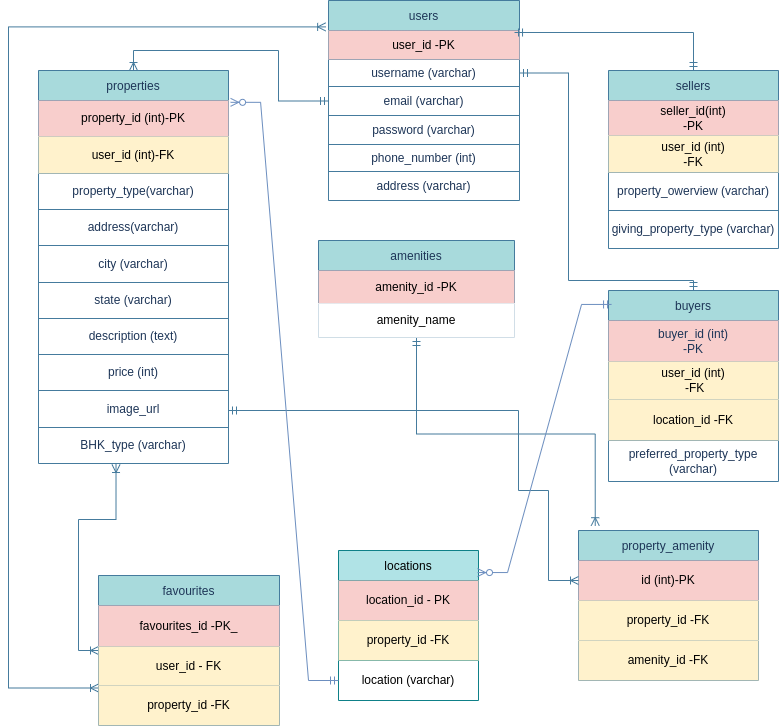 users
user_id -PK
username (varchar)
email (varchar)
password (varchar)
phone_number (int)
address (varchar)
properties
property_id (int)-PK
user_id (int)-FK
property_type(varchar)
address(varchar)
city (varchar)
state (varchar)
description (text)
price (int)
image_url
BHK_type (varchar)
sellers
seller_id(int)
-PK
user_id (int)
-FK
property_owerview (varchar)
giving_property_type (varchar)
amenities
amenity_id -PK
amenity_name
buyers
buyer_id (int)
-PK
user_id (int)
-FK
location_id -FK
preferred_property_type
(varchar)
favourites
favourites_id -PK_
user_id - FK
property_id -FK
locations
location_id - PK
property_id -FK
location (varchar)
property_amenity
id (int)-PK
property_id -FK
amenity_id -FK